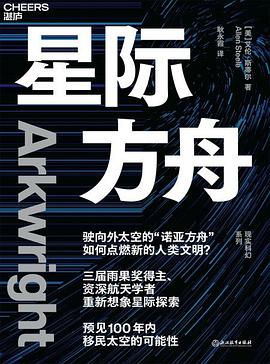 CHEERS
湛庐
星际
方舟
Arkwright
[美]艾伦·斯蒂尔 著
Allen Steele
耿永霞 译
驶向外太空的“诺亚方舟”
如何点燃新的人类文明？
现实科幻
系列
三届雨果奖得主、
资深航天学者
重新想象星际探索
预见100年内
移民太空的可能性
浙江教育出版社